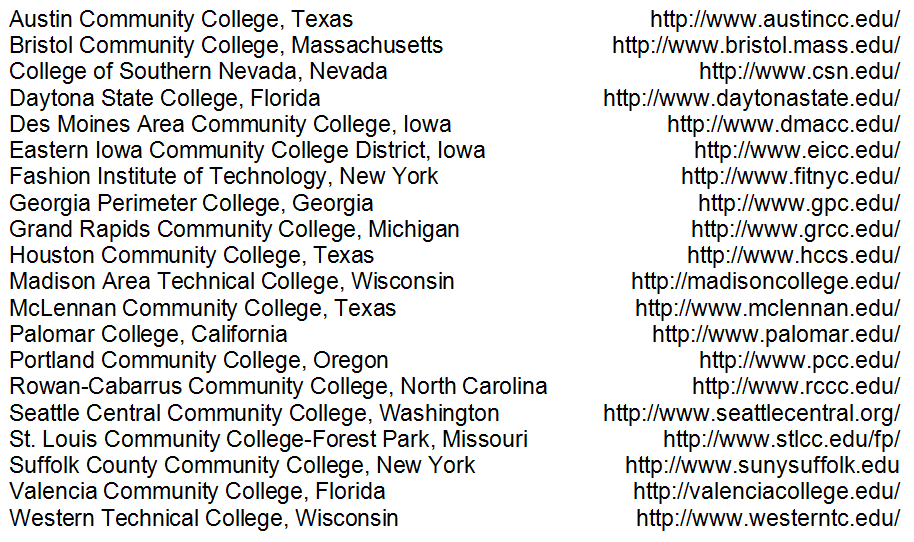 Austin Community College, Texas http://www.austincc.edu/
Bristol Community College, Massachusetts http://www.bristol.mass.edu/
College of Southern Nevada, Nevada http://www.csn.edu/
Daytona State College, Florida http://www.daytonastate.edu/
Des Moines Area Community College, Iowa http://www.dmacc.edu/
Eastern Iowa Community College District, Iowa http://www.eicc.edu/
Fashion Institute of Technology, New York http://www.fitnyc.edu/
Georgia Perimeter College, Georgia http://www.gpc.edu/
Grand Rapids Community College, Michigan http://www.grcc.edu/
Houston Community College, Texas http://www.hccs.edu/
Madison Area Technical College, Wisconsin http://madisoncollege.edu/
McLennan Community College, Texas http://www.mclennan.edu/
Palomar College, California http://www.palomar.edu/
Portland Community College, Oregon http://www.pcc.edu/
Rowan-Cabarrus Community College, North Carolina http://www.rccc.edu/
Seattle Central Community College, Washington http://www.seattlecentral.org/
St. Louis Community College-Forest Park, Missouri http://www.stlcc.edu/fp/
Suffolk County Community College, New York http://www.sunysuffolk.edu
Valencia Community College, Florida http://valenciacollege.edu/
Western Technical College, Wisconsin http://www.westerntc.edu/